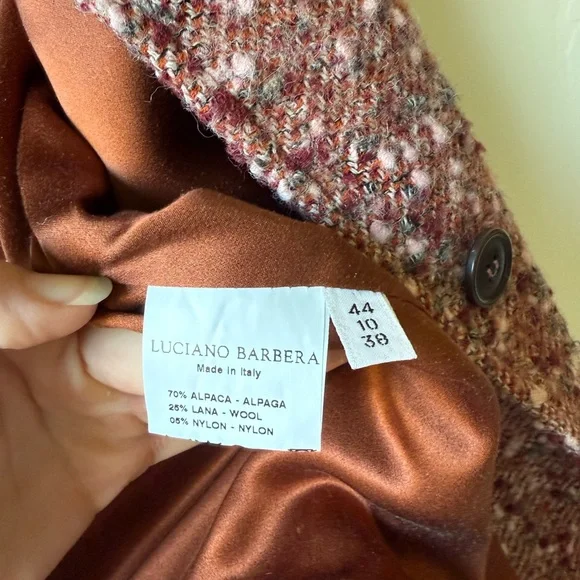 LUCIANO BARBERA
Made in Italy
70% ALPACA - ALPAGA
25% LANA - WOOL
05% NYLON - NYLON
44
10
38